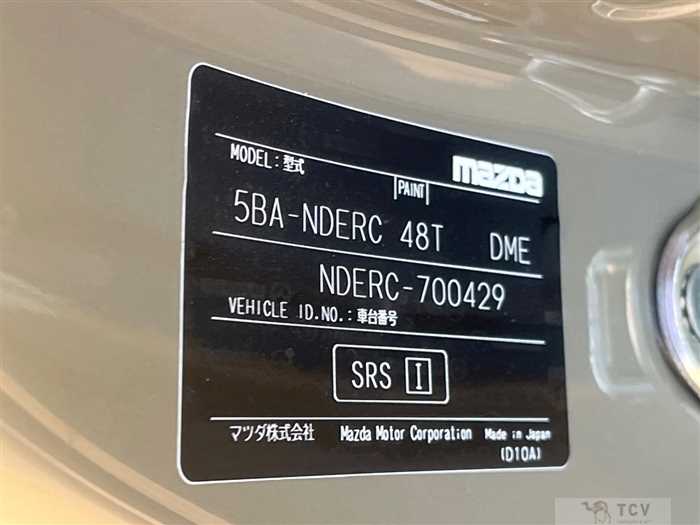 mazda
MODEL: 型式
PAINT
5BA-NDERC 48T DME
NDERC-700429
VEHICLE ID.NO.: 車台番号
SRS I
マツダ株式会社 Mazda Motor Corporation Made in Japan
(D10A)
TCV